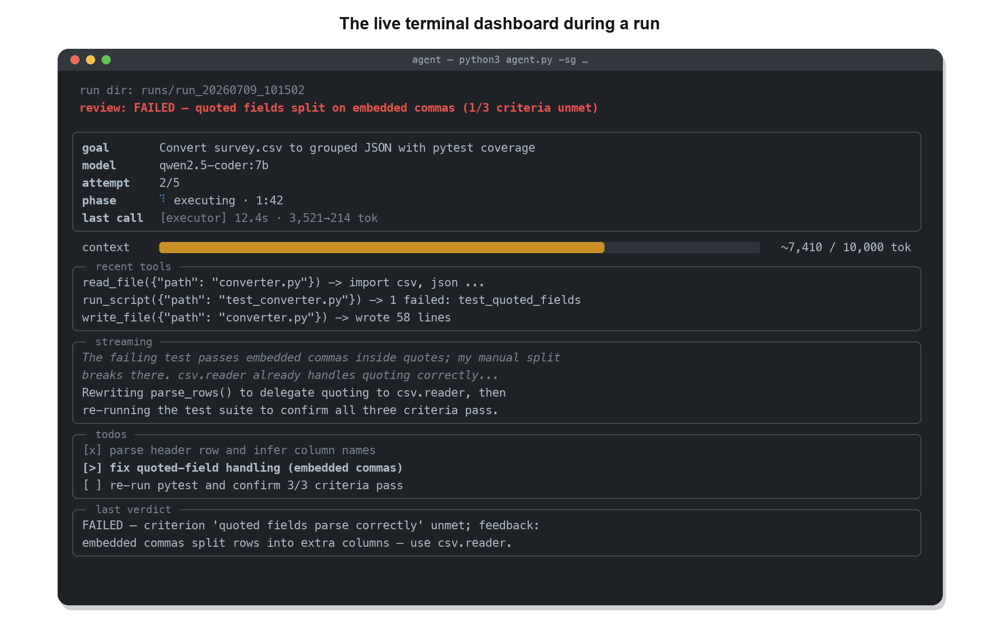 The live terminal dashboard during a run
agent — python3 agent.py -sg …
run dir: runs/run_20260709_101502
review: FAILED — quoted fields split on embedded commas (1/3 criteria unmet)
goal Convert survey.csv to grouped JSON with pytest coverage
model qwen2.5-coder:7b
attempt 2/5
phase ⠹ executing · 1:42
last call [executor] 12.4s · 3,521→214 tok
context ~7,410 / 10,000 tok
recent tools
read_file({"path": "converter.py"}) -> import csv, json ...
run_script({"path": "test_converter.py"}) -> 1 failed: test_quoted_fields
write_file({"path": "converter.py"}) -> wrote 58 lines
streaming
The failing test passes embedded commas inside quotes; my manual split
breaks there. csv.reader already handles quoting correctly...
Rewriting parse_rows() to delegate quoting to csv.reader, then
re-running the test suite to confirm all three criteria pass.
todos
[x] parse header row and infer column names
[>] fix quoted-field handling (embedded commas)
[ ] re-run pytest and confirm 3/3 criteria pass
last verdict
FAILED — criterion 'quoted fields parse correctly' unmet; feedback:
embedded commas split rows into extra columns — use csv.reader.